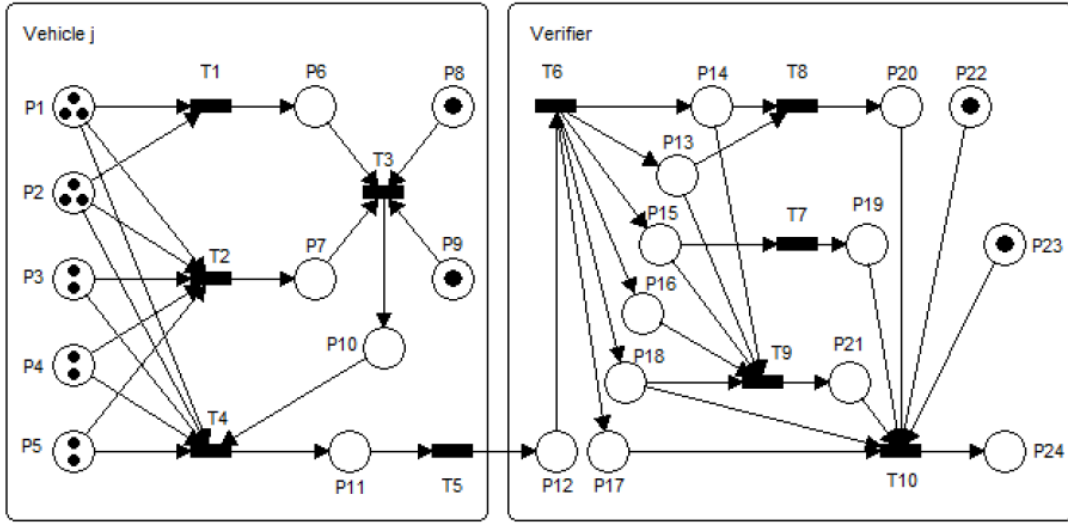 Vehicle j
Verifier
T1 P6 P8 T6 P14 T8 P20 P22
P1
T3 P13
P2
P15 T7 P19
T2 P7 P9 P23
P3
P16
P10 P18 T9 P21
P4
T4
P5
P11 T5 P12 P17 T10 P24